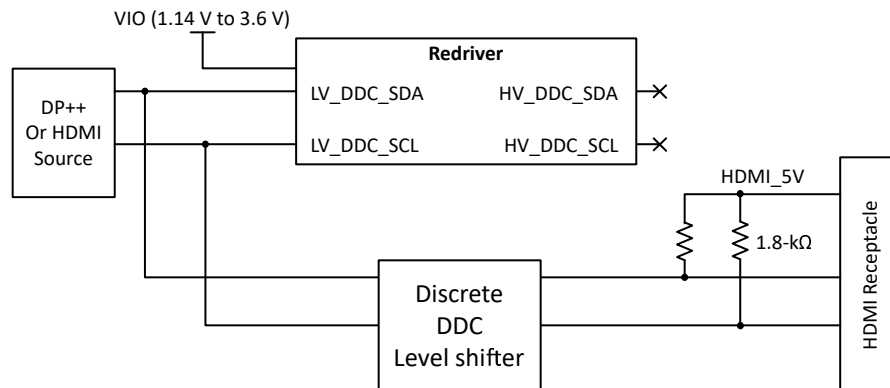 VIO (1.14 V to 3.6 V)
Redriver
DP++
Or HDMI
Source
LV_DDC_SDA
HV_DDC_SDA
LV_DDC_SCL
HV_DDC_SCL
HDMI_5V
1.8-kΩ
HDMI Receptacle
Discrete
DDC
Level shifter